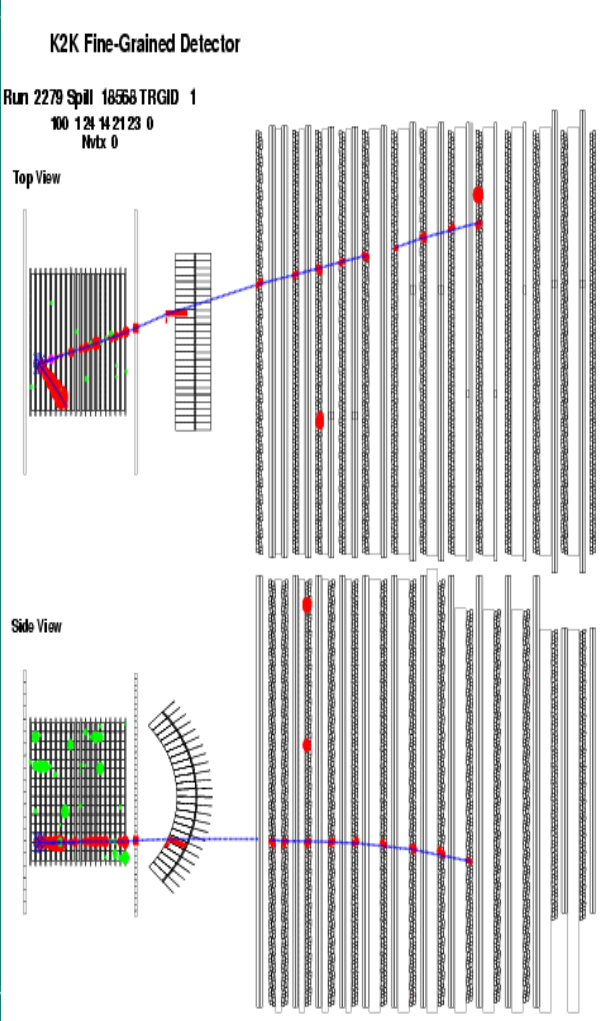 K2K Fine-Grained Detector
Run 2279 Spill 18568 TRGID 1
100 1 24 14 21 23 0
Nvtx 0
Top View
Side View